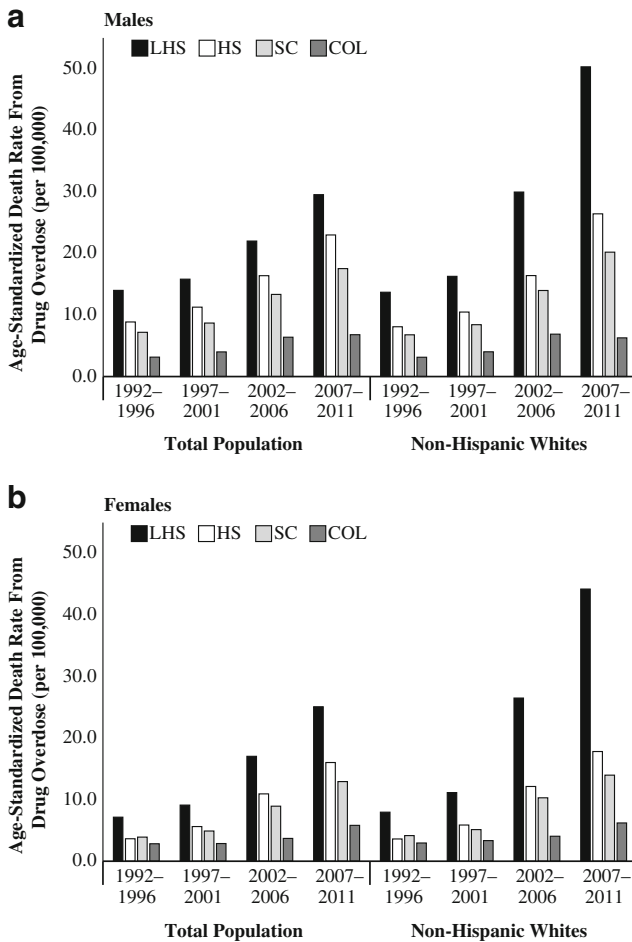 a
Males
LHS HS SC COL
Age-Standardized Death Rate From
Drug Overdose (per 100,000)
50.0
40.0
30.0
20.0
10.0
0.0
1992– 1997– 2002– 2007– 1992– 1997– 2002– 2007–
1996 2001 2006 2011 1996 2001 2006 2011
Total Population Non-Hispanic Whites
b
Females
LHS HS SC COL
Age-Standardized Death Rate From
Drug Overdose (per 100,000)
50.0
40.0
30.0
20.0
10.0
0.0
1992– 1997– 2002– 2007– 1992– 1997– 2002– 2007–
1996 2001 2006 2011 1996 2001 2006 2011
Total Population Non-Hispanic Whites